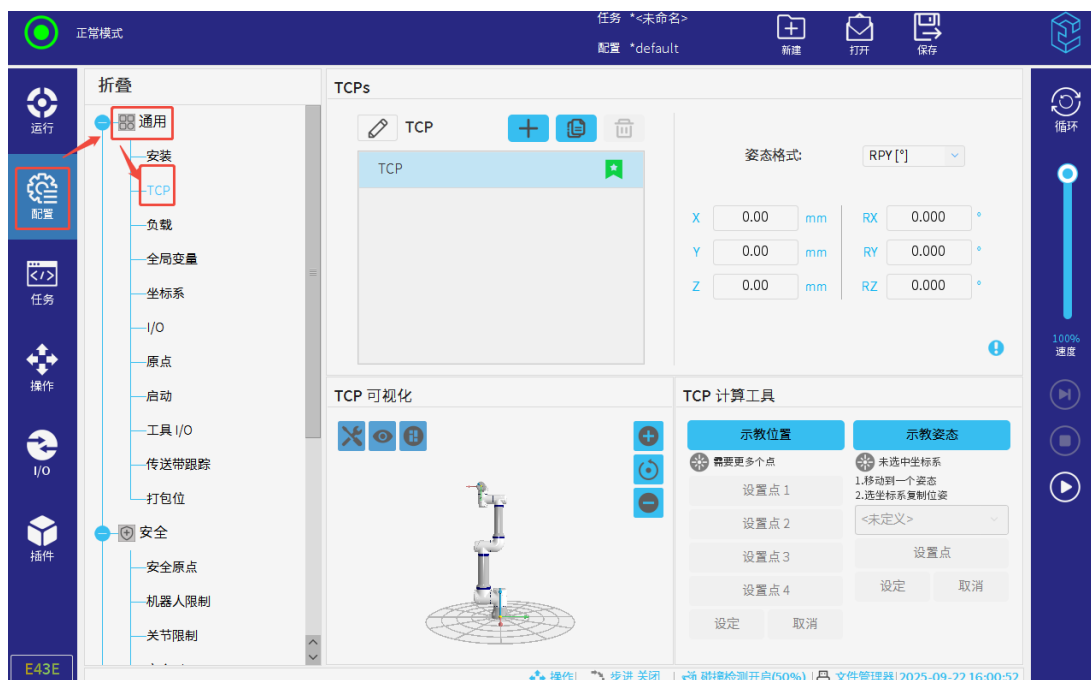 正常模式
任务 *<未命名>
配置 *default
新建
打开
保存
运行
配置
任务
操作
I/O
插件
E43E
折叠
通用
安装
TCP
负载
全局变量
坐标系
I/O
原点
启动
工具 I/O
传送带跟踪
打包位
安全
安全原点
机器人限制
关节限制
TCPs
TCP
TCP
姿态格式:
RPY [°]
X 0.00 mm RX 0.000 °
Y 0.00 mm RY 0.000 °
Z 0.00 mm RZ 0.000 °
TCP 可视化
TCP 计算工具
示教位置
需要更多个点
设置点 1
设置点 2
设置点 3
设置点 4
设定 取消
示教姿态
未选中坐标系
1.移动到一个姿态
2.选坐标系复制位姿
<未定义>
设置点
设定 取消
循环
100%
速度
操作| 步进 关闭 | 碰撞检测开启(50%) | 文件管理器| 2025-09-22 16:00:52